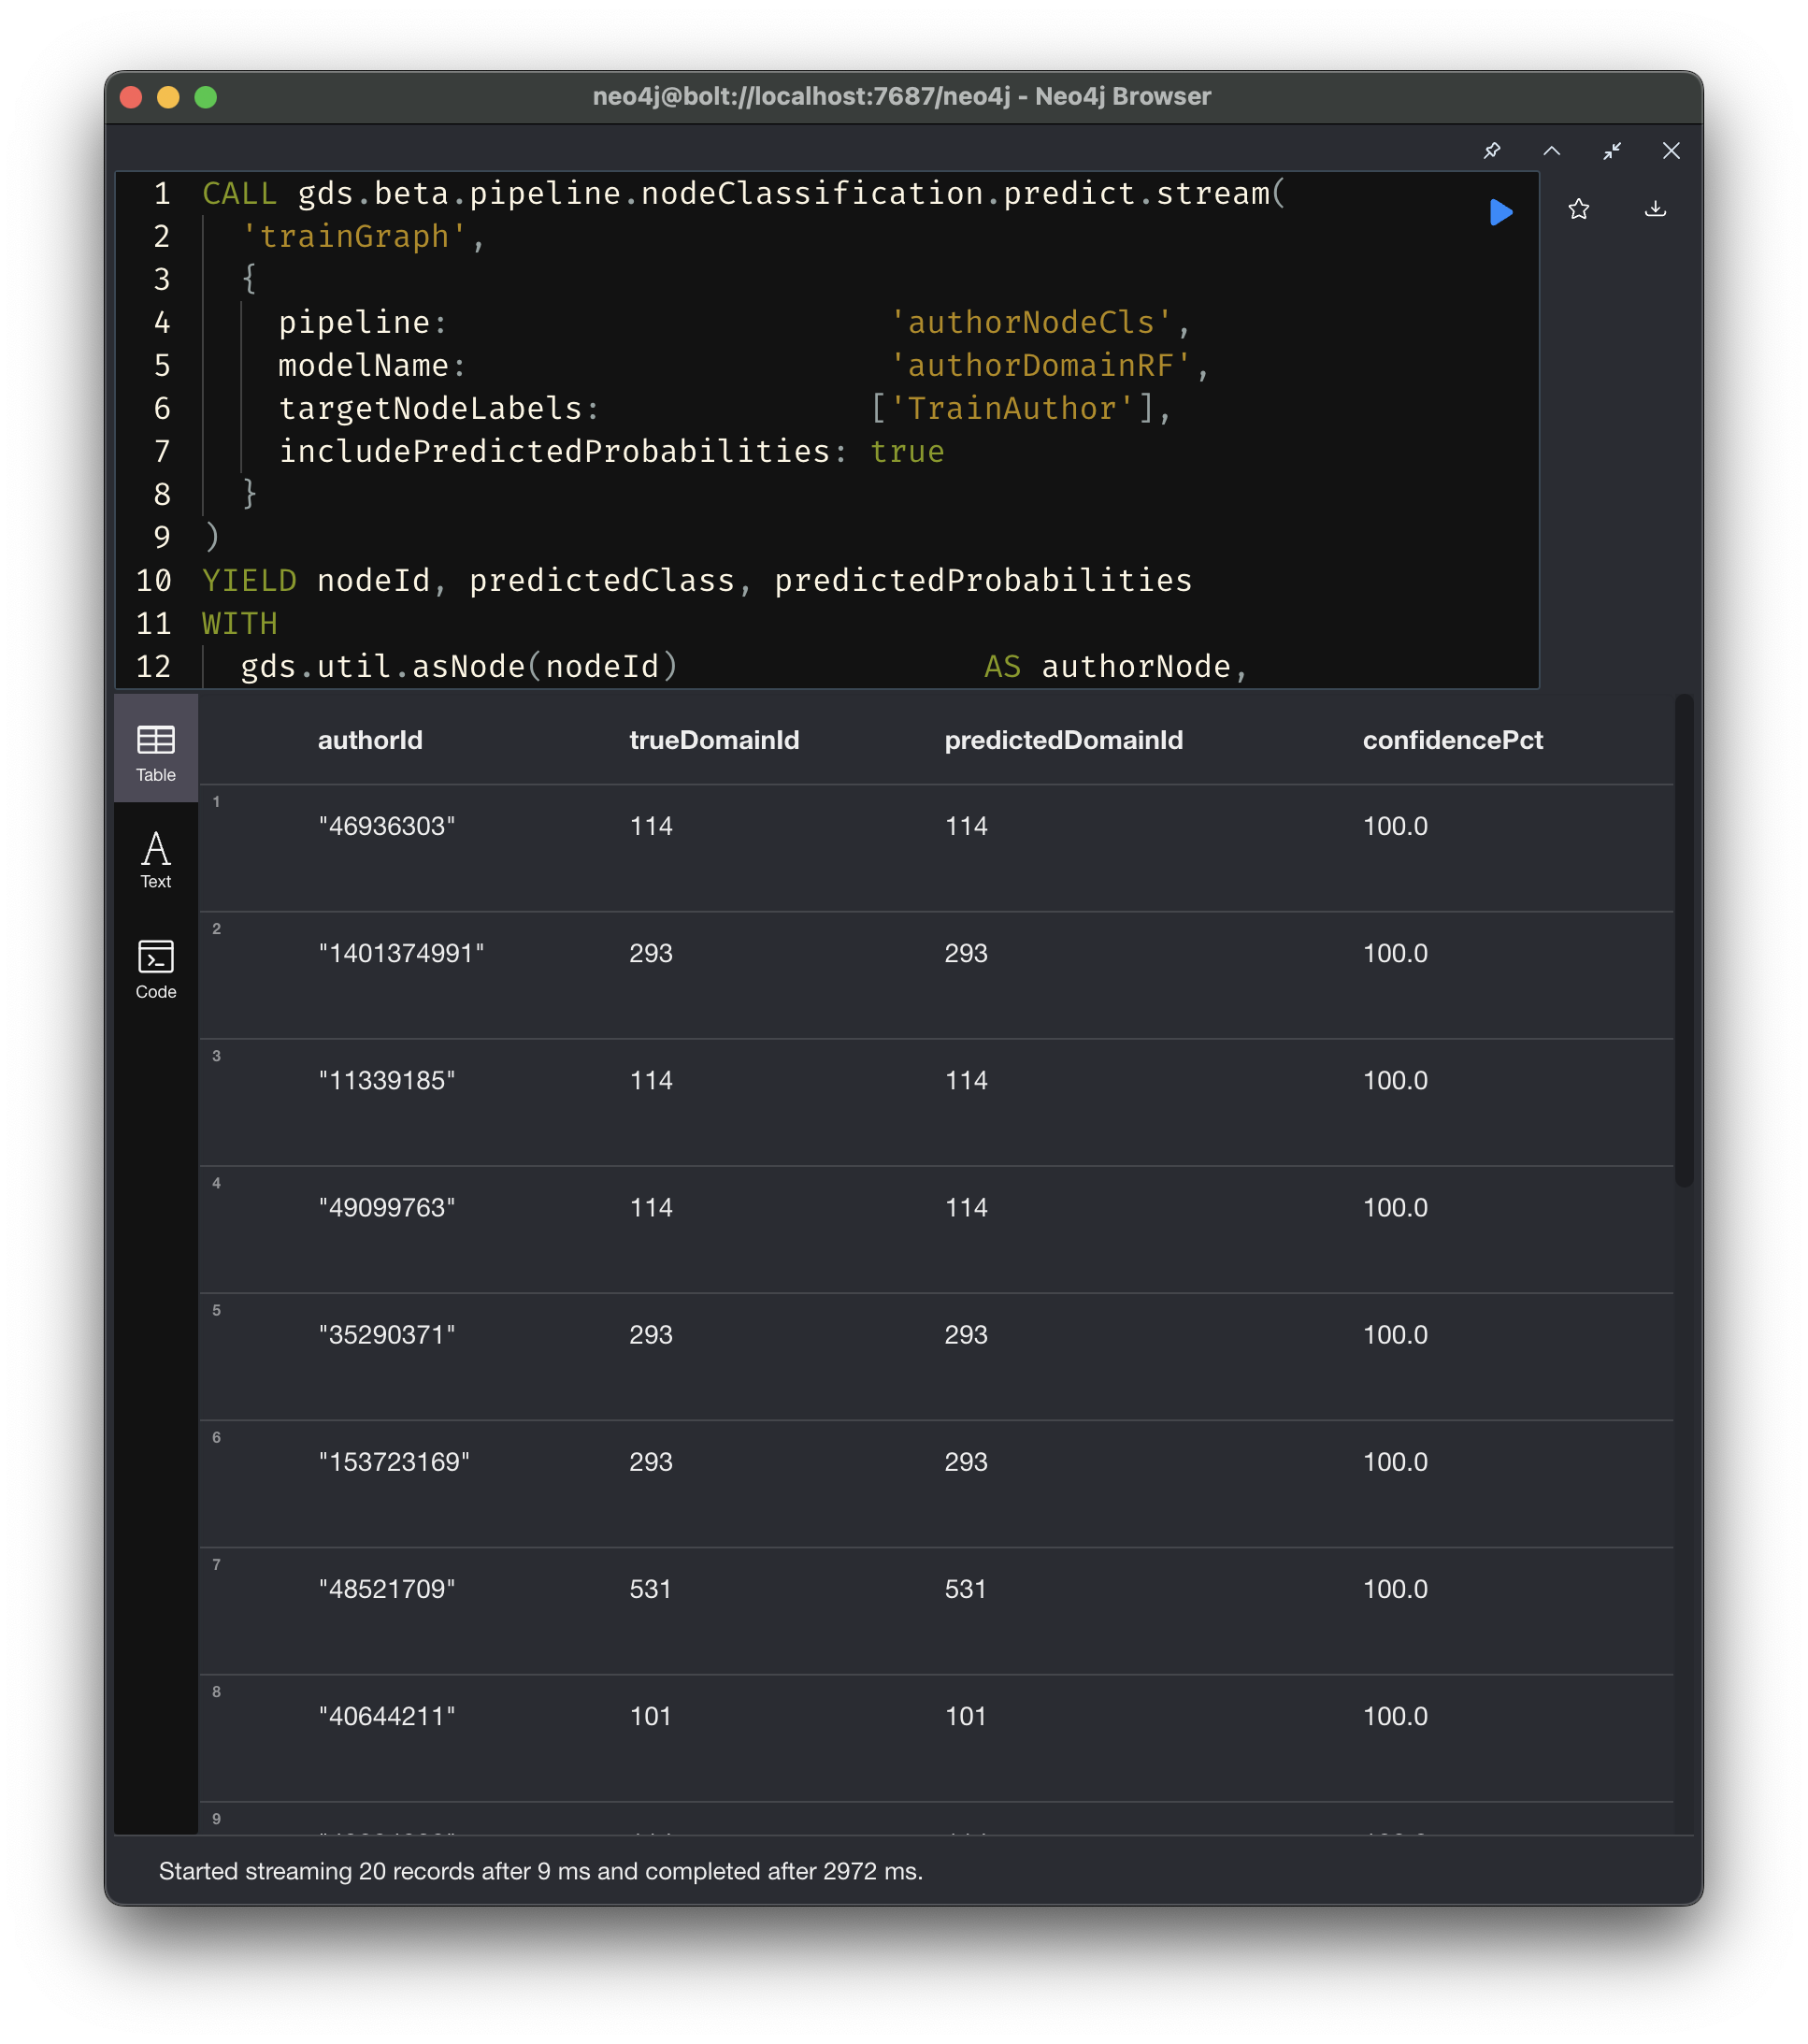 neo4j@bolt://localhost:7687/neo4j - Neo4j Browser
1 CALL gds.beta.pipeline.nodeClassification.predict.stream(
2 'trainGraph',
3 {
4 pipeline: 'authorNodeCls',
5 modelName: 'authorDomainRF',
6 targetNodeLabels: ['TrainAuthor'],
7 includePredictedProbabilities: true
8 }
9 )
10 YIELD nodeId, predictedClass, predictedProbabilities
11 WITH
12 gds.util.asNode(nodeId) AS authorNode,
Table
Text
Code
authorId trueDomainId predictedDomainId confidencePct
1 "46936303" 114 114 100.0
2 "1401374991" 293 293 100.0
3 "11339185" 114 114 100.0
4 "49099763" 114 114 100.0
5 "35290371" 293 293 100.0
6 "153723169" 293 293 100.0
7 "48521709" 531 531 100.0
8 "40644211" 101 101 100.0
9
Started streaming 20 records after 9 ms and completed after 2972 ms.